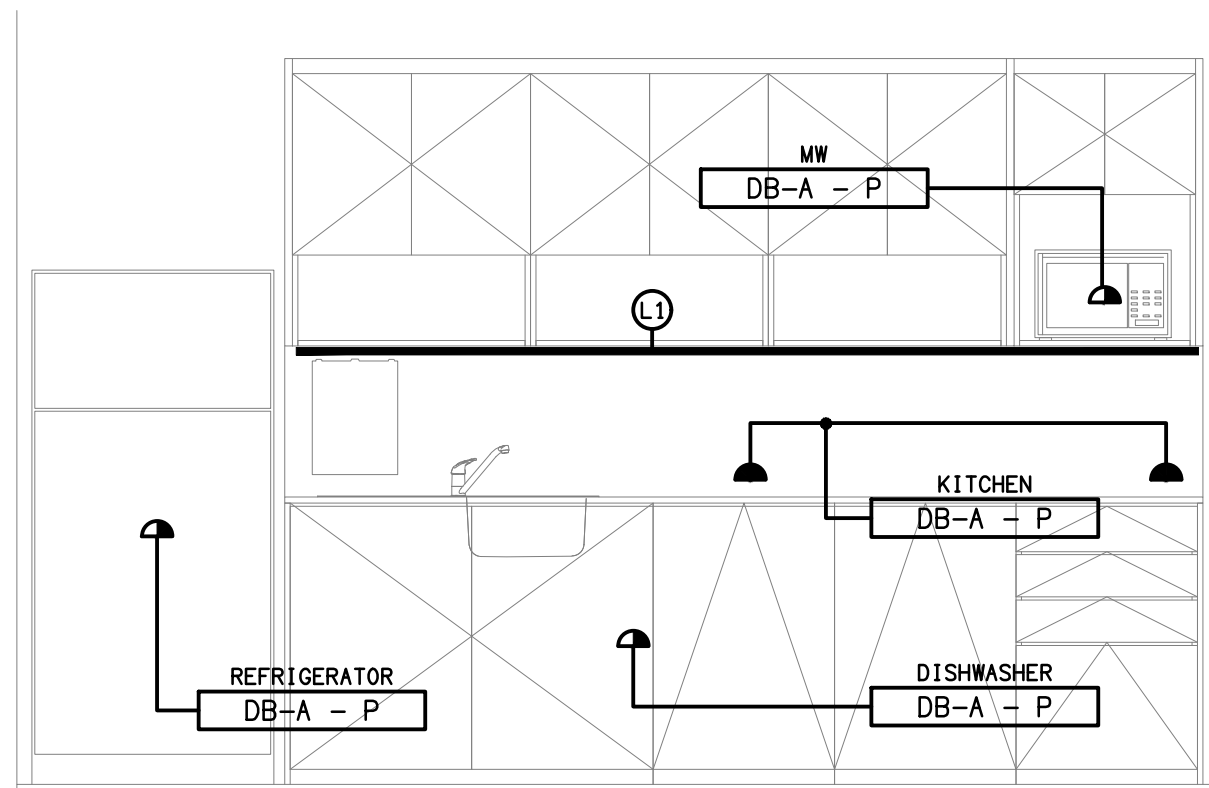 MW
DB-A - P
L1
KITCHEN
DB-A - P
REFRIGERATOR
DB-A - P
DISHWASHER
DB-A - P